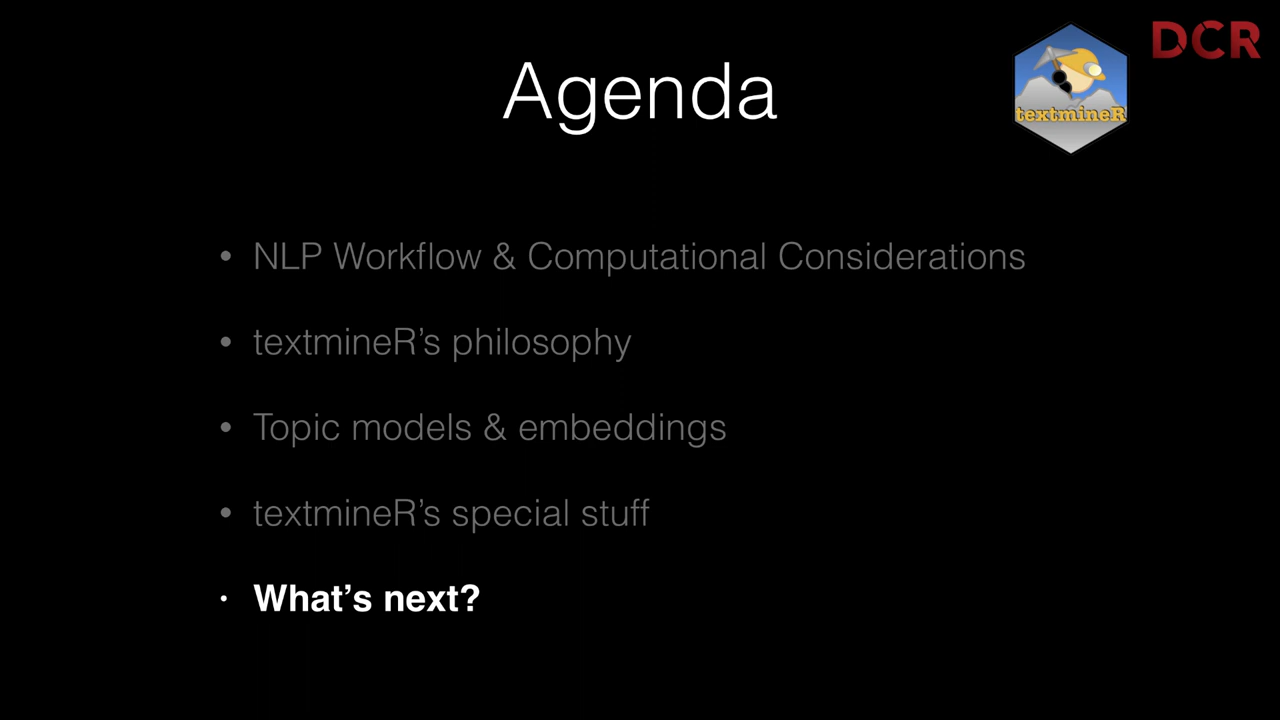 Agenda
textmineR
DCR
• NLP Workflow & Computational Considerations
• textmineR’s philosophy
• Topic models & embeddings
• textmineR’s special stuff
• What’s next?